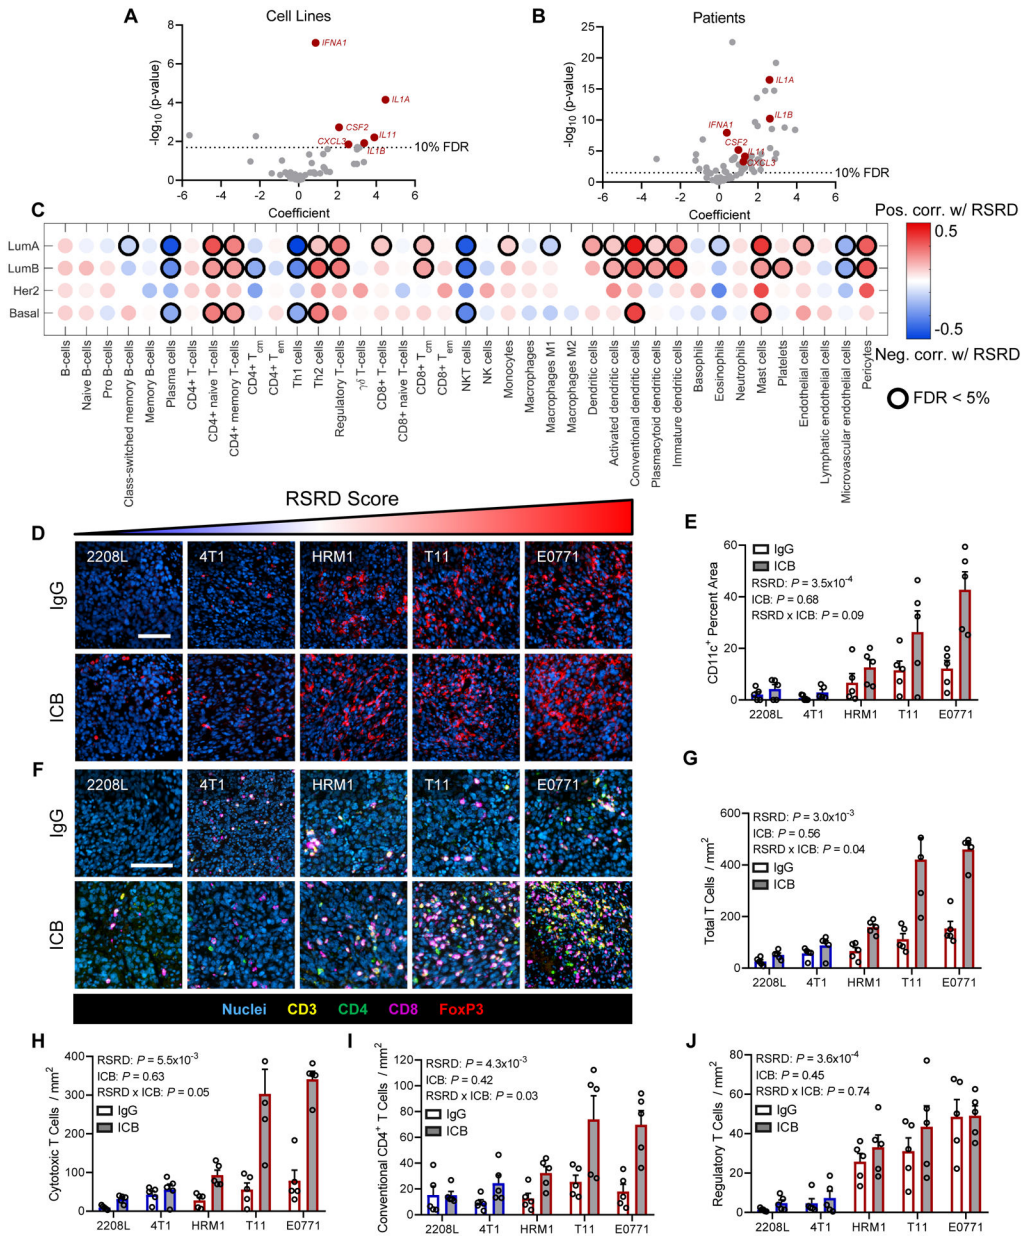 A
Cell Lines
-log10 (p-value)
8
6
4
2
0
IFNA1
IL1A
CSF2
IL11
CXCL3
IL1B
10% FDR
-6
-4
-2
0
2
4
6
Coefficient
B
Patients
-log10 (p-value)
25
20
15
10
5
0
IL1A
IL1B
IFNA1
CSF2
IL11
CXCL3
10% FDR
-6
-4
-2
0
2
4
6
Coefficient
C
LumA
LumB
Her2
Basal
B-cells
Naive B-cells
Pro B-cells
Class-switched memory B-cells
Memory B-cells
Plasma cells
CD4+ T-cells
CD4+ naive T-cells
CD4+ memory T-cells
CD4+ Tcm
CD4+ Tem
Th1 cells
Th2 cells
Regulatory T-cells
γδ T-cells
CD8+ T-cells
CD8+ naive T-cells
CD8+ Tcm
CD8+ Tem
NKT cells
NK cells
Monocytes
Macrophages
Macrophages M1
Macrophages M2
Dendritic cells
Activated dendritic cells
Conventional dendritic cells
Plasmacytoid dendritic cells
Immature dendritic cells
Basophils
Eosinophils
Neutrophils
Mast cells
Platelets
Endothelial cells
Lymphatic endothelial cells
Microvascular endothelial cells
Pericytes
Pos. corr. w/ RSRD
0.5
-0.5
Neg. corr. w/ RSRD
FDR < 5%
RSRD Score
D
2208L
4T1
HRM1
T11
E0771
IgG
ICB
E
CD11c+ Percent Area
60
40
20
0
IgG
ICB
RSRD: P = 3.5x10-4
ICB: P = 0.68
RSRD x ICB: P = 0.09
2208L
4T1
HRM1
T11
E0771
F
2208L
4T1
HRM1
T11
E0771
IgG
ICB
Nuclei CD3 CD4 CD8 FoxP3
G
Total T Cells / mm2
600
400
200
0
RSRD: P = 3.0x10-3
ICB: P = 0.56
RSRD x ICB: P = 0.04
IgG
ICB
2208L
4T1
HRM1
T11
E0771
H
Cytotoxic T Cells / mm2
400
300
200
100
0
RSRD: P = 5.5x10-3
ICB: P = 0.63
RSRD x ICB: P = 0.05
IgG
ICB
2208L
4T1
HRM1
T11
E0771
I
Conventional CD4+ T Cells / mm2
120
100
80
60
40
20
0
RSRD: P = 4.3x10-3
ICB: P = 0.42
RSRD x ICB: P = 0.03
IgG
ICB
2208L
4T1
HRM1
T11
E0771
J
Regulatory T Cells / mm2
80
60
40
20
0
RSRD: P = 3.6x10-4
ICB: P = 0.45
RSRD x ICB: P = 0.74
IgG
ICB
2208L
4T1
HRM1
T11
E0771